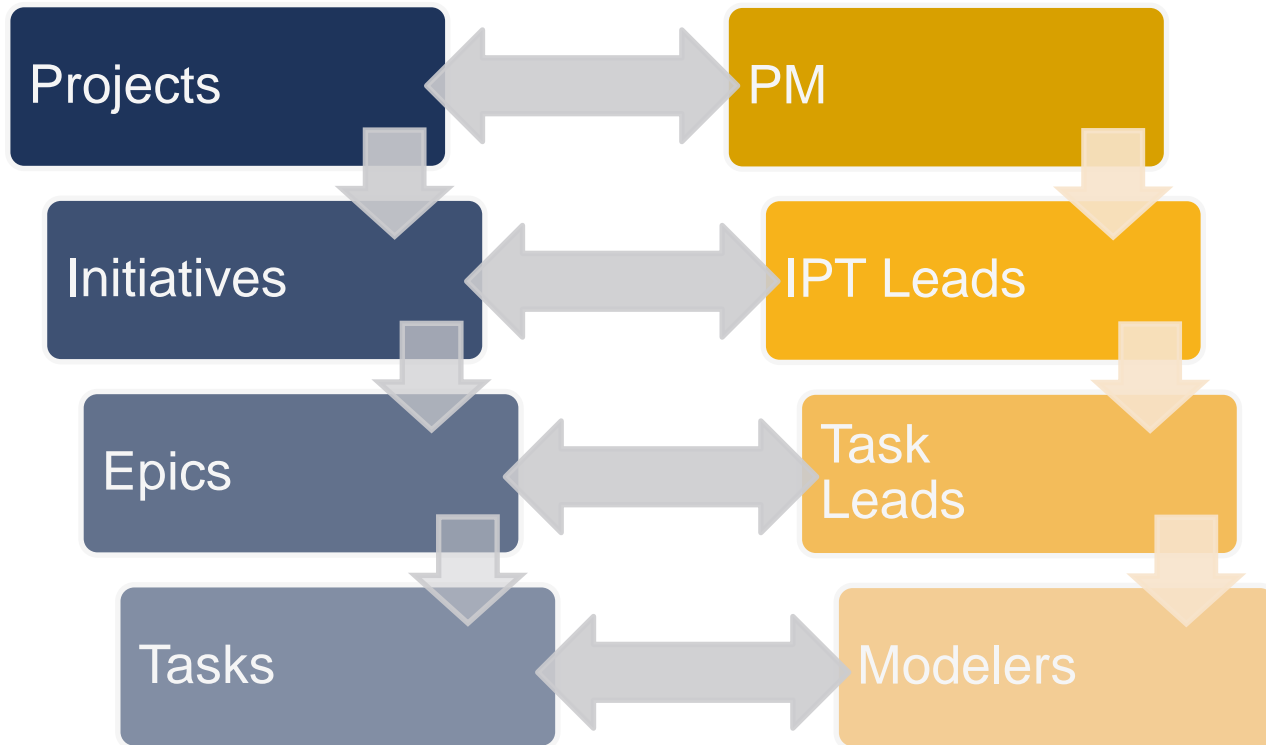 Projects
PM
Initiatives
IPT Leads
Epics
Task
Leads
Tasks
Modelers